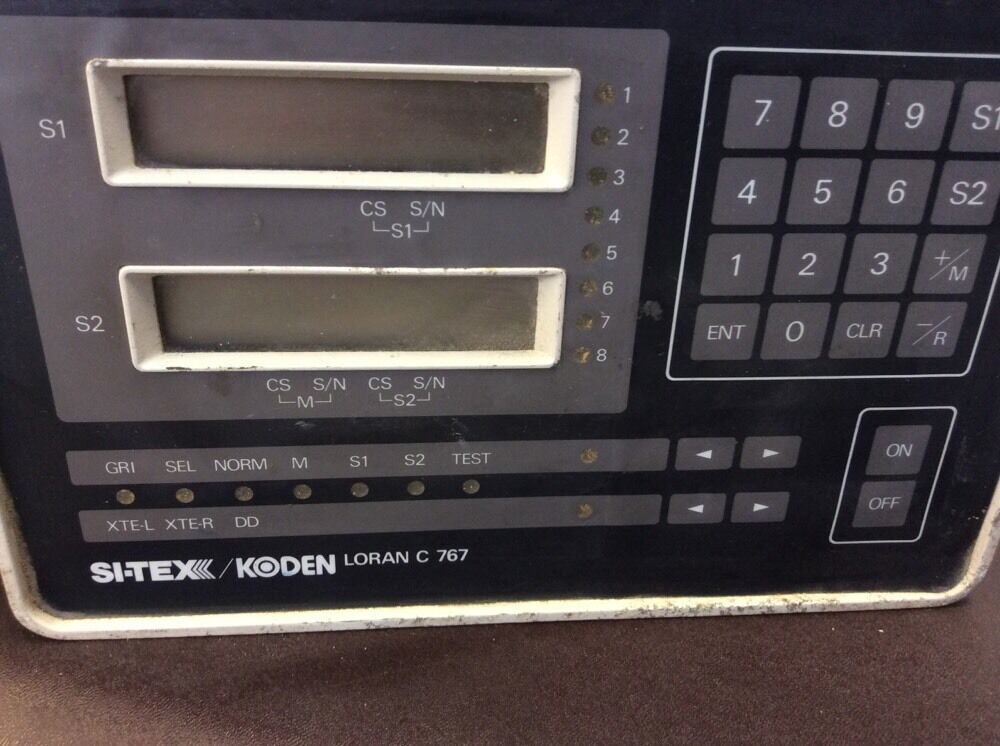 S1
1
2
3
4
5
6
7
8
CS S/N
S1
S2
CS S/N CS S/N
M S2
7 8 9 S1
4 5 6 S2
1 2 3 +/M
ENT 0 CLR −/R
GRI SEL NORM M S1 S2 TEST
XTE-L XTE-R DD
ON
OFF
SI-TEX / KODEN LORAN C 767